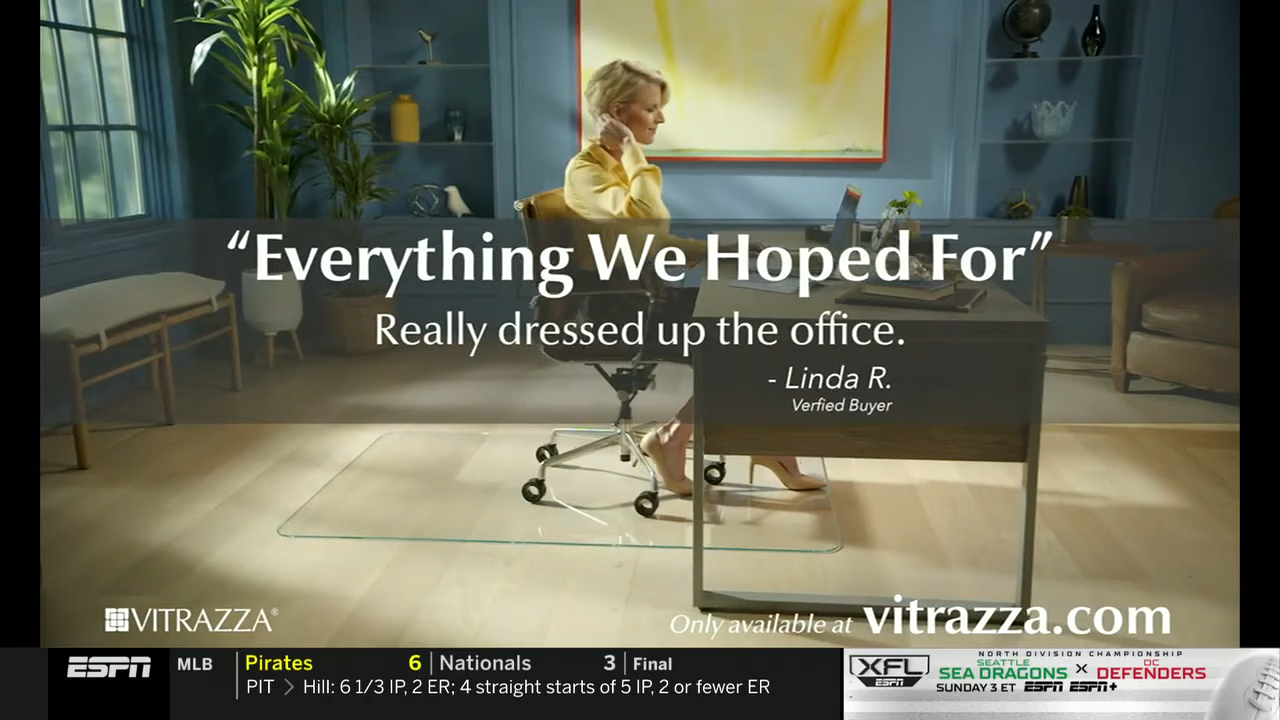 “Everything We Hoped For”
Really dressed up the office.
- Linda R.
Verfied Buyer
VITRAZZA®
Only available at vitrazza.com
ESPN
MLB
Pirates 6
Nationals 3
Final
PIT > Hill: 6 1/3 IP, 2 ER; 4 straight starts of 5 IP, 2 or fewer ER
XFL
ESPN
NORTH DIVISION CHAMPIONSHIP
SEATTLE
SEA DRAGONS
X
DC
DEFENDERS
SUNDAY 3 ET ESPN ESPN+